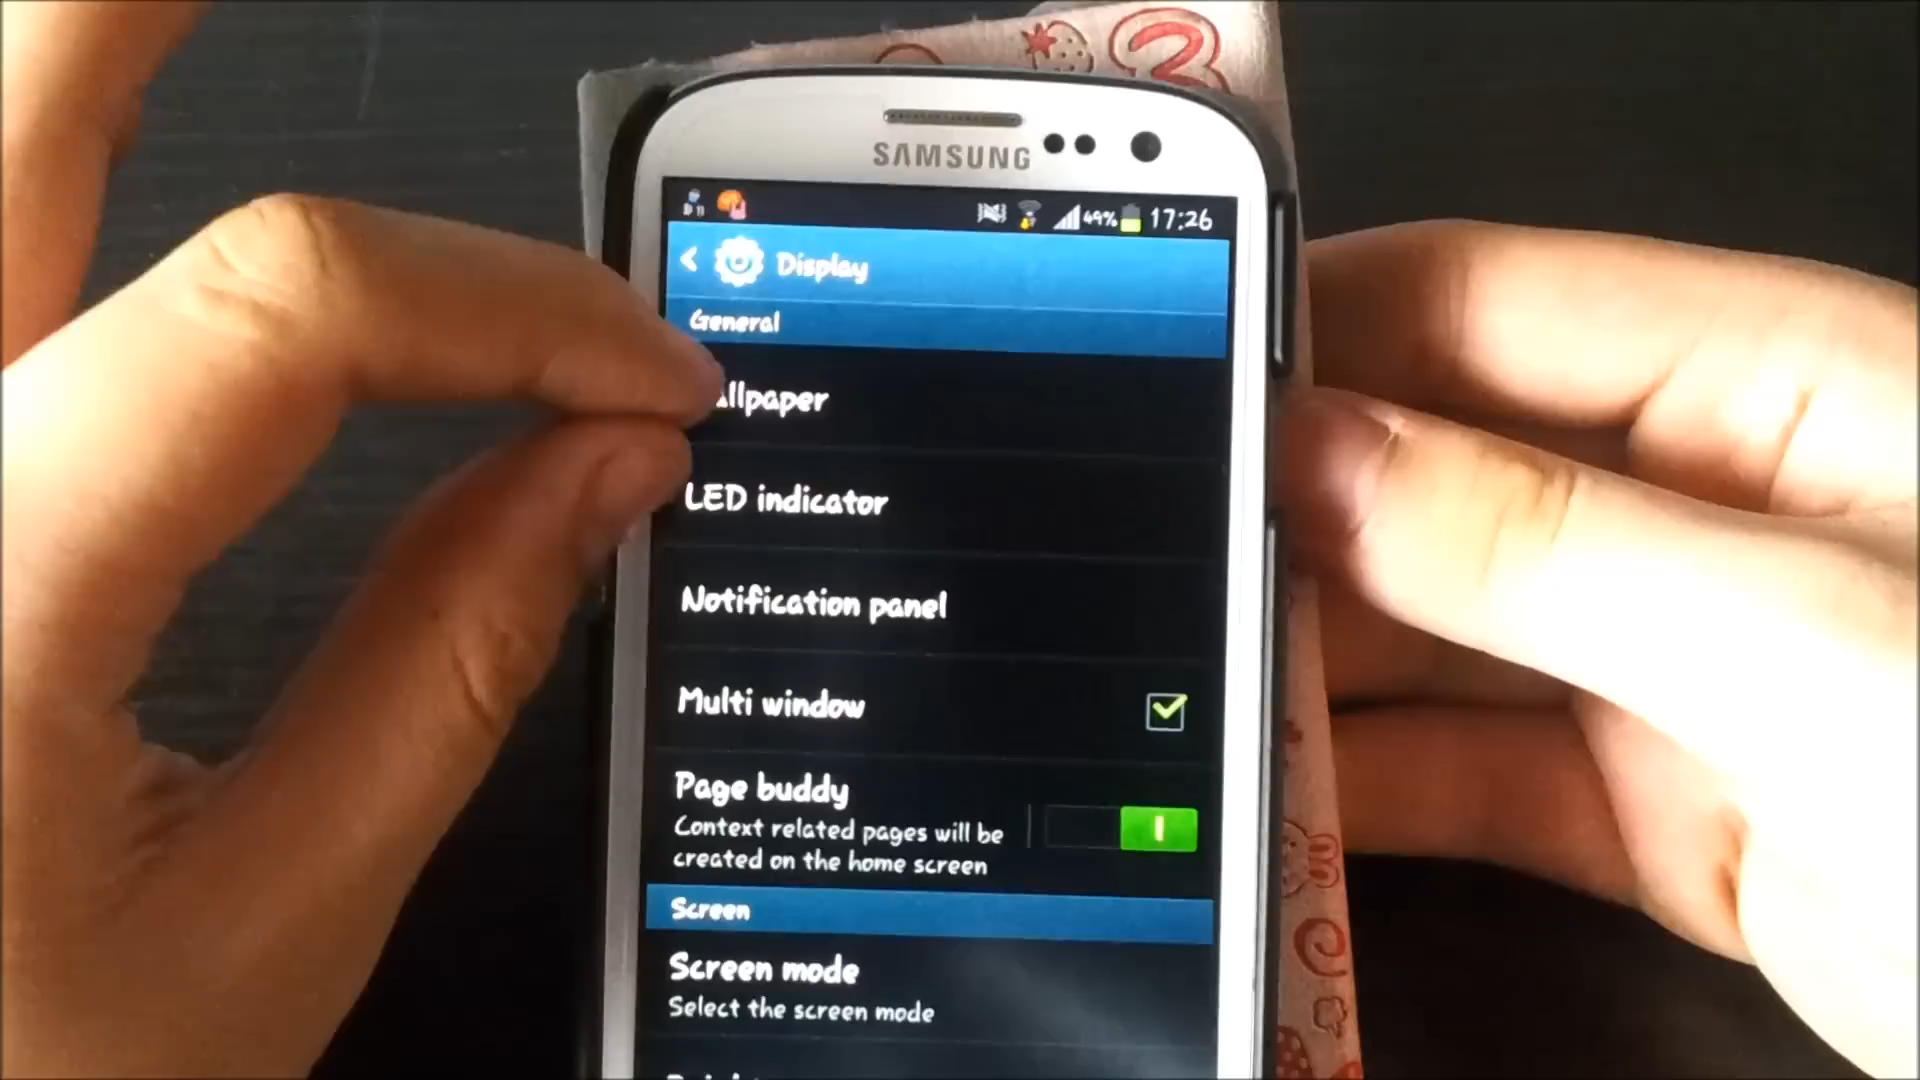 SAMSUNG
49% 17:26
Display
General
allpaper
LED indicator
Notification panel
Multi window
Page buddy
Context related pages will be
created on the home screen
Screen
Screen mode
Select the screen mode